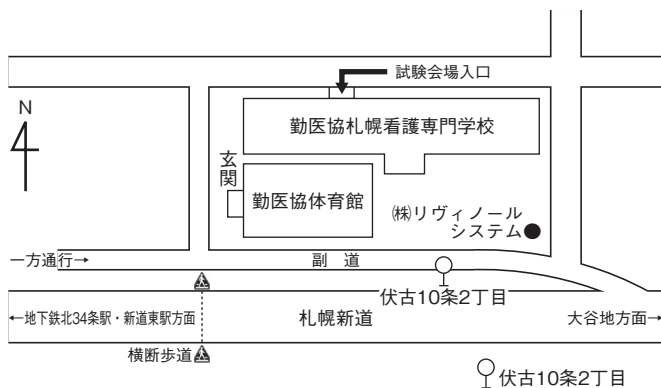 試験会場入口
N
勤医協札幌看護専門学校
玄関
勤医協体育館
㈱リヴィノール
システム
一方通行→
副 道
伏古10条2丁目
←地下鉄北34条駅・新道東駅方面
札幌新道
大谷地方面→
横断歩道
伏古10条2丁目